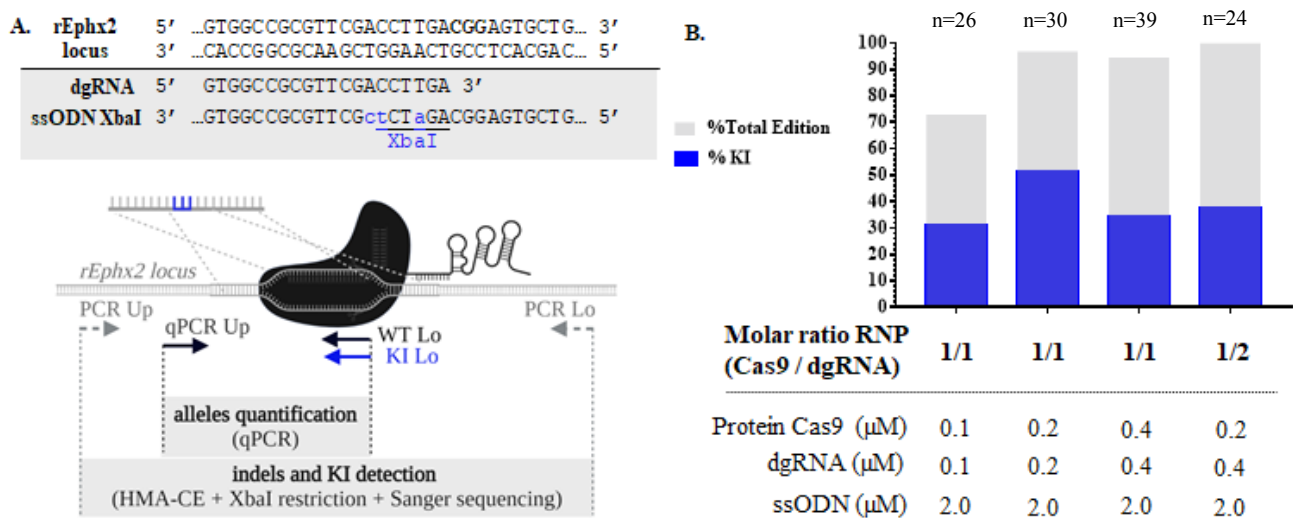 A. rEphx2 5′ …GTGGCCGCGTTCGACCTTGACGGAGTGCTG… 3′
locus 3′ …CACCGGCGCAAGCTGGAACTGCCTCACGAC… 5′
dgRNA 5′ GTGGCCGCGTTCGACCTTGA 3′
ssODN XbaI 3′ …GTGGCCGCGTTCGctCTaGACGGAGTGCTG… 5′
XbaI
rEphx2 locus
PCR Up
PCR Lo
qPCR Up
WT Lo
KI Lo
alleles quantification
(qPCR)
indels and KI detection
(HMA-CE + XbaI restriction + Sanger sequencing)
B.
n=26 n=30 n=39 n=24
100
90
80
70
60
50
40
30
20
10
0
%Total Edition
% KI
Molar ratio RNP
(Cas9 / dgRNA) 1/1 1/1 1/1 1/2
Protein Cas9 (µM) 0.1 0.2 0.4 0.2
dgRNA (µM) 0.1 0.2 0.4 0.4
ssODN (µM) 2.0 2.0 2.0 2.0